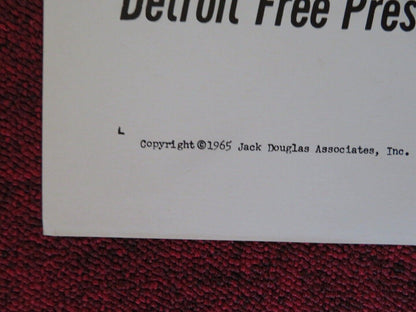 Detroit Free Pres
Copyright ©1965 Jack Douglas Associates, Inc.